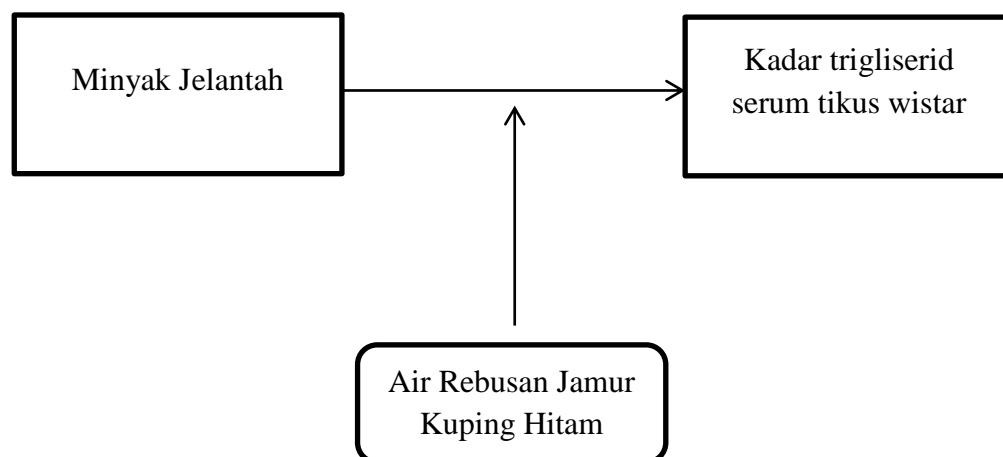 Minyak Jelantah
Kadar trigliserid
serum tikus wistar
Air Rebusan Jamur
Kuping Hitam